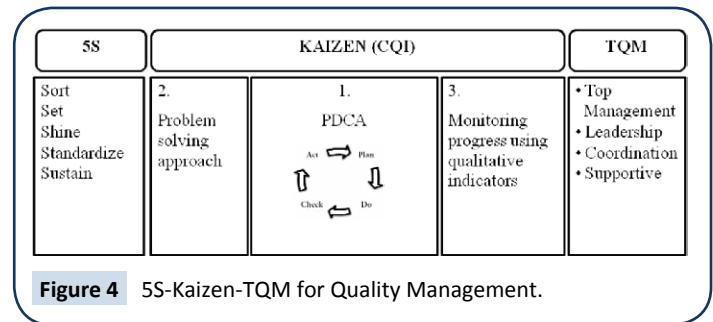 5S
KAIZEN (CQI)
TQM
Sort
Set
Shine
Standardize
Sustain
2.
Problem
solving
approach
1.
PDCA
Act
Plan
Check
Do
3.
Monitoring
progress using
qualitative
indicators
• Top
Management
• Leadership
• Coordination
• Supportive
Figure 4 5S-Kaizen-TQM for Quality Management.